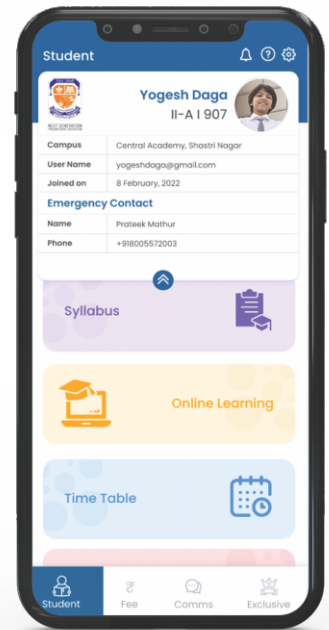 Student
Yogesh Daga
II-A I 907
Campus Central Academy, Shastri Nagar
User Name yogeshdaga@gmail.com
Joined on 8 February, 2022
Emergency Contact
Name Prateek Mathur
Phone +918005572003
Syllabus
Online Learning
Time Table
Student Fee Comms Exclusive